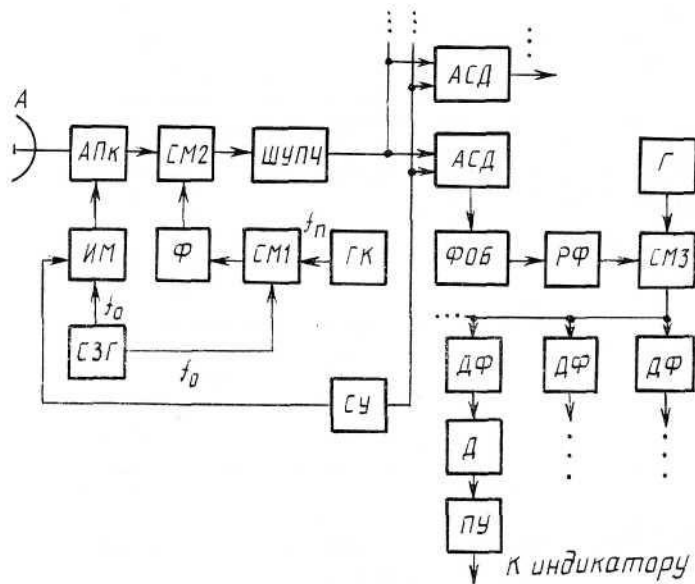 АСД
А
АПк
СМ2
ШУПЧ
АСД
Г
ИМ
Ф
СМ1
fп
ГК
ФОБ
РФ
СМ3
f0
СЗГ
f0
СУ
ДФ
ДФ
ДФ
Д
ПУ
К индикатору